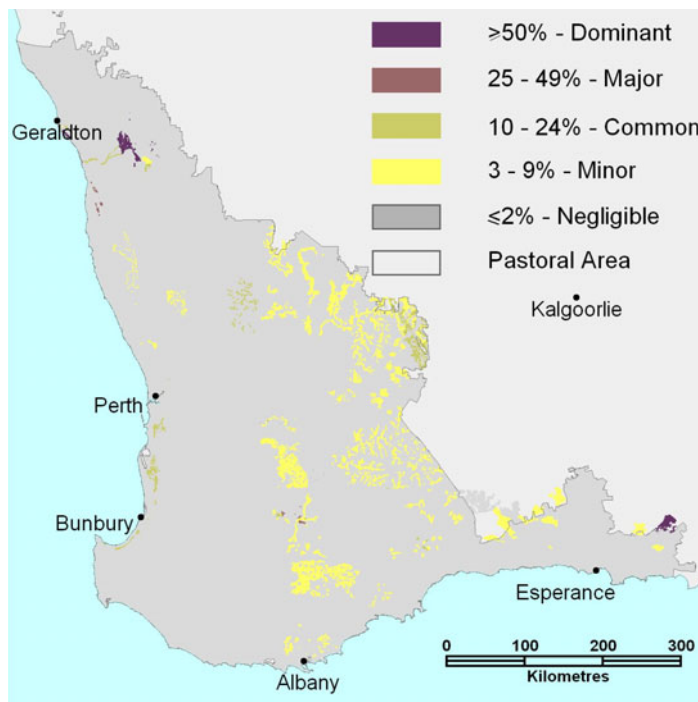 ⩾50% - Dominant
25 - 49% - Major
10 - 24% - Common
3 - 9% - Minor
⩽2% - Negligible
Pastoral Area
Geraldton
Kalgoorlie
Perth
Bunbury
Esperance
Albany
0 100 200 300
Kilometres